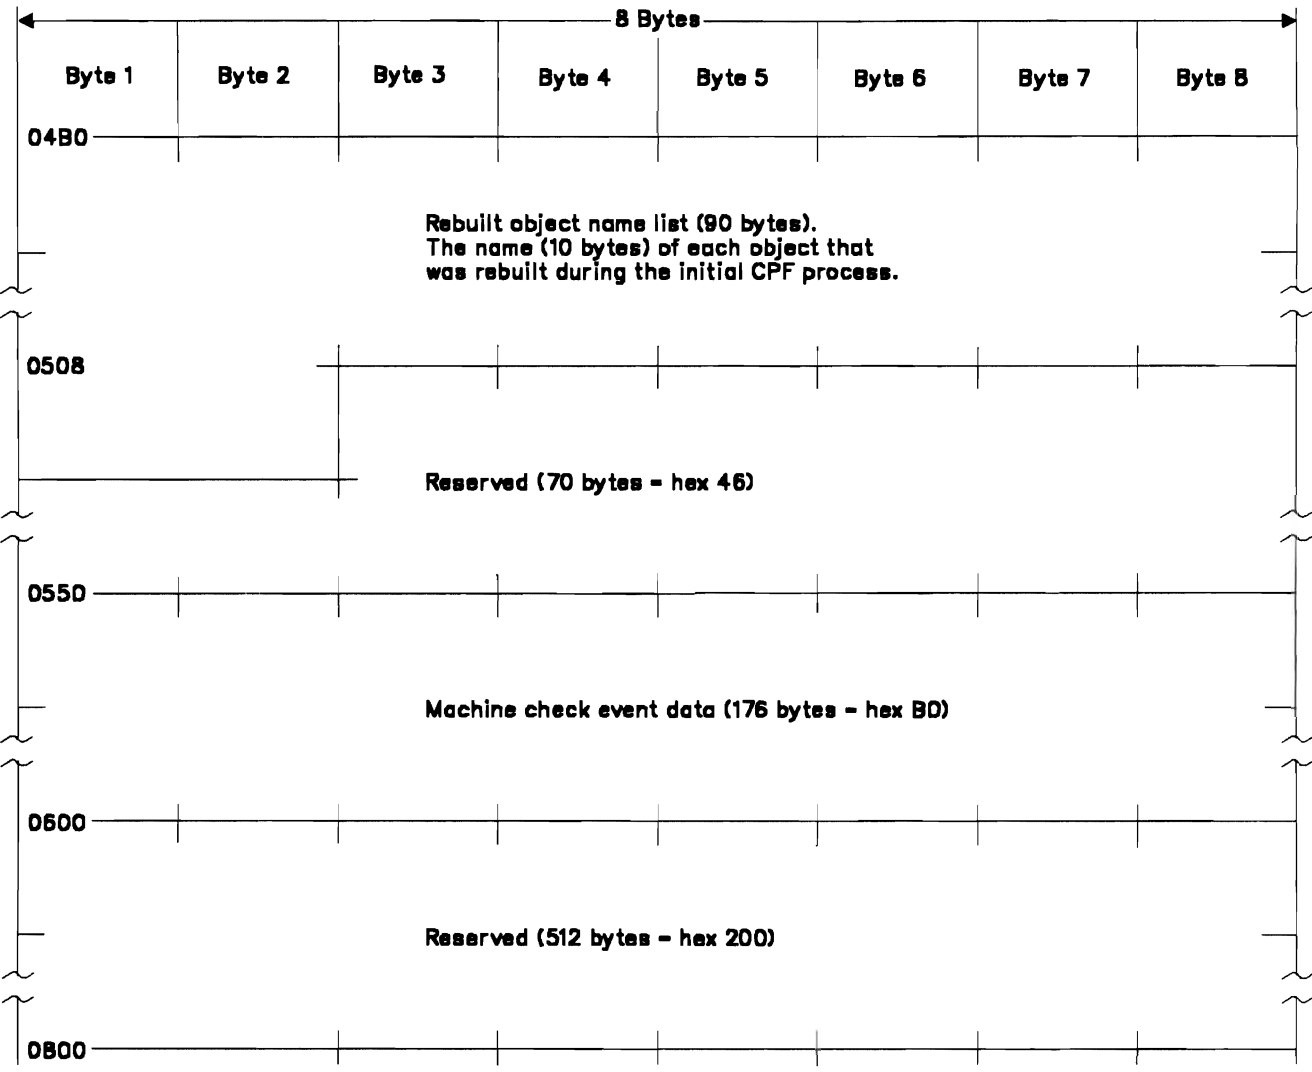 8 Bytes
Byte 1 Byte 2 Byte 3 Byte 4 Byte 5 Byte 6 Byte 7 Byte 8
04B0
Rebuilt object name list (90 bytes).
The name (10 bytes) of each object that
was rebuilt during the initial CPF process.
0508
Reserved (70 bytes - hex 46)
0550
Machine check event data (176 bytes - hex B0)
0600
Reserved (512 bytes - hex 200)
0800